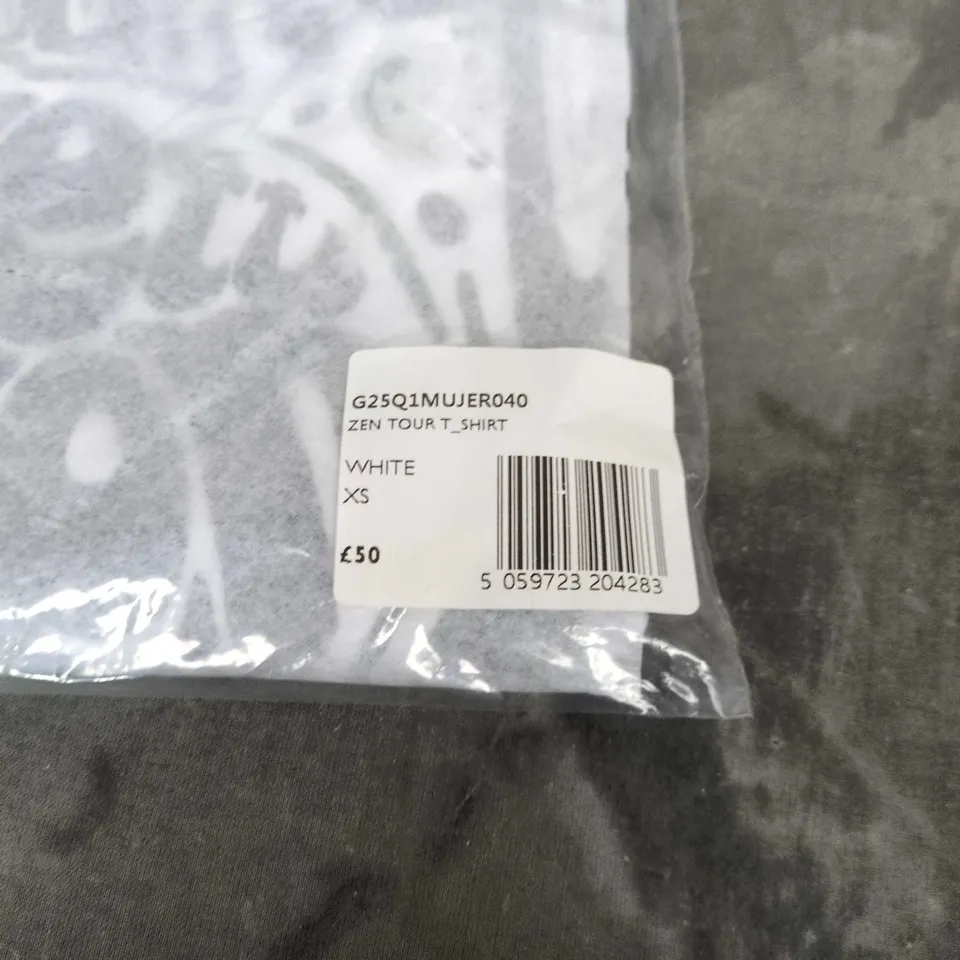 G25Q1MUJER040
ZEN TOUR T_SHIRT
WHITE
XS
£50
5 059723 204283